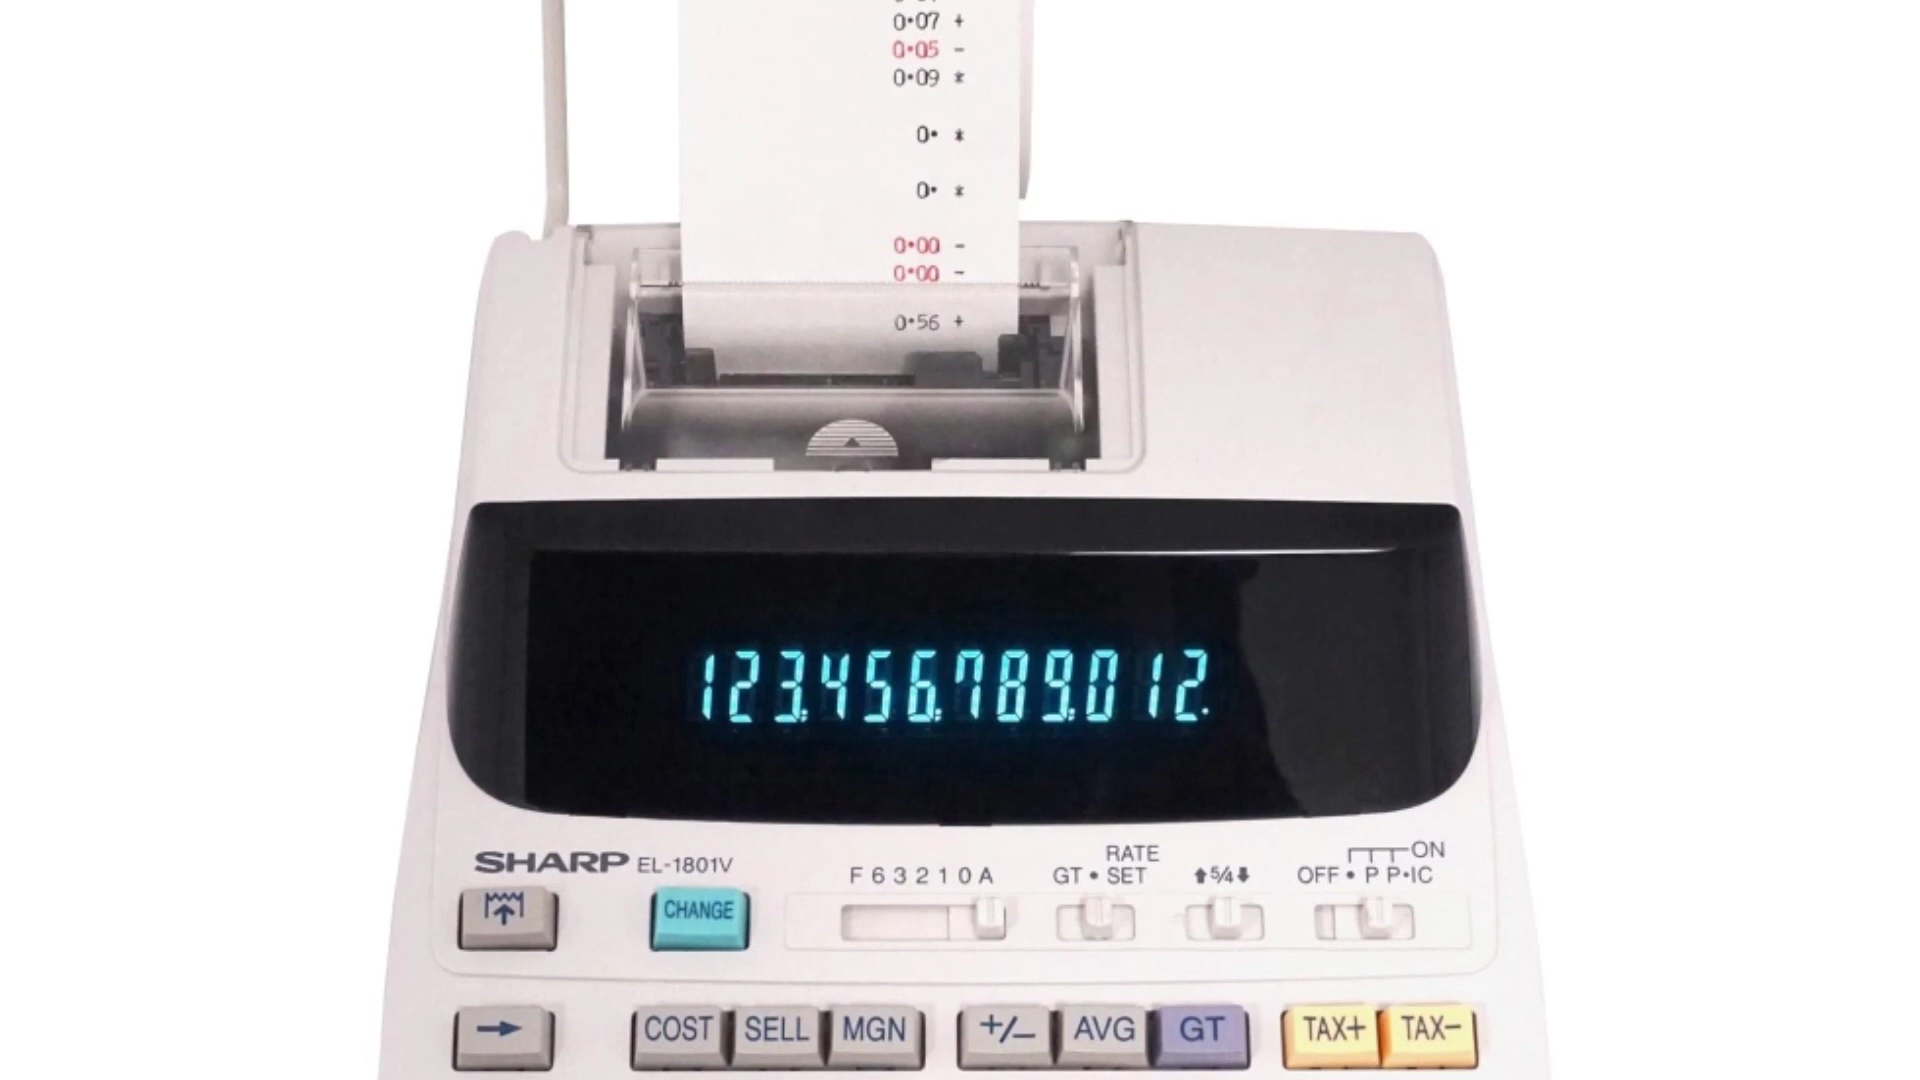 0•07 +
0•05 -
0•09 *
0• *
0• *
0•00 -
0•00 -
0•56 +
123.456.789.012.
SHARP EL-1801V
F 6 3 2 1 0 A
RATE
GT • SET
⬆5/4⬇
ON
OFF • P P•IC
CHANGE
→ COST SELL MGN +/− AVG GT TAX+ TAX−